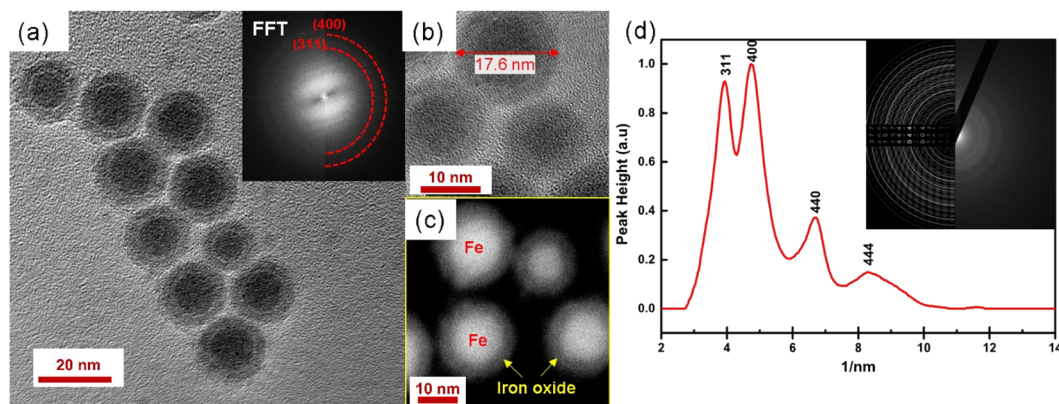 (a)
FFT
(400)
(311)
20 nm
(b)
17.6 nm
10 nm
(c)
Fe
Fe
Iron oxide
10 nm
(d)
311
400
440
444
Peak Height (a.u)
1.0
0.8
0.6
0.4
0.2
0.0
2 4 6 8 10 12 14
1/nm